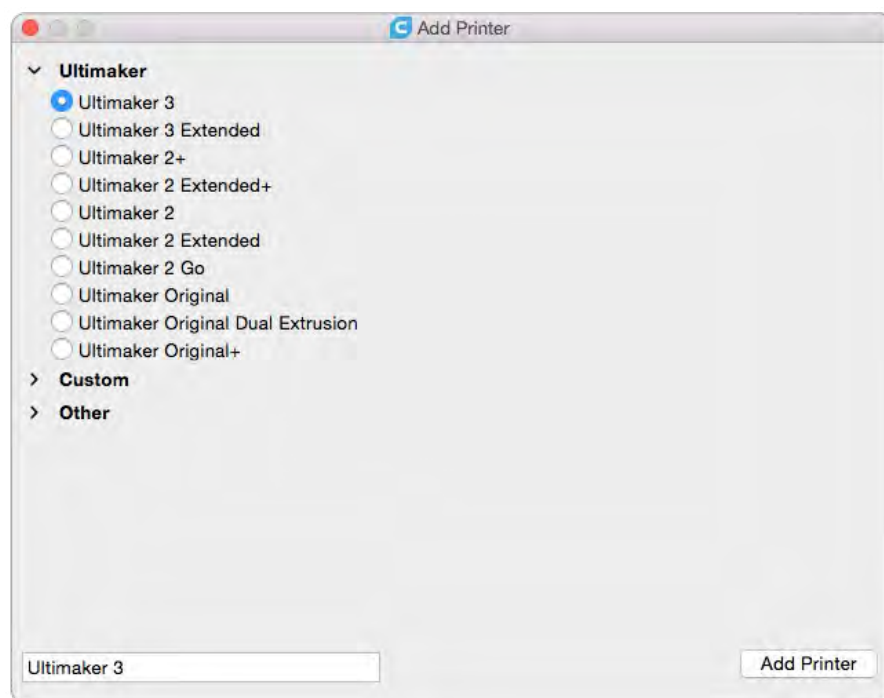 Add Printer
Ultimaker
Ultimaker 3
Ultimaker 3 Extended
Ultimaker 2+
Ultimaker 2 Extended+
Ultimaker 2
Ultimaker 2 Extended
Ultimaker 2 Go
Ultimaker Original
Ultimaker Original Dual Extrusion
Ultimaker Original+
Custom
Other
Ultimaker 3
Add Printer